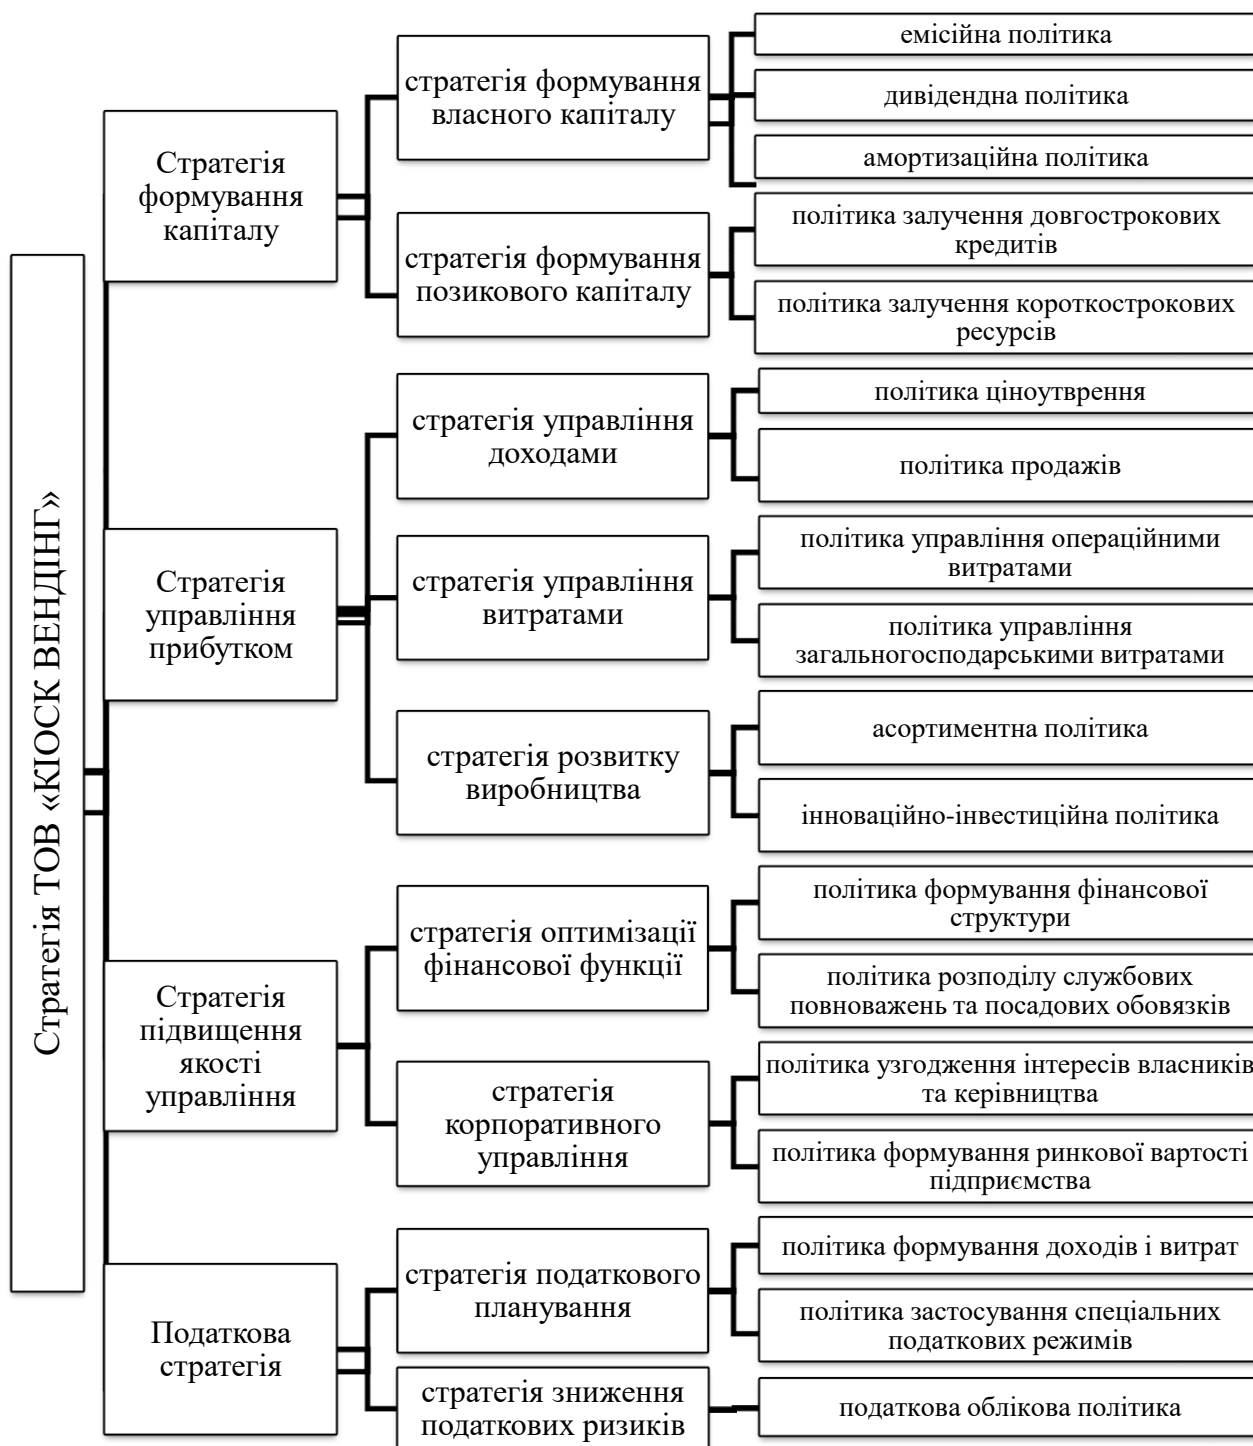 Стратегія ТОВ «КІОСК ВЕНДІНГ»
Стратегія
формування
капіталу
стратегія формування
власного капіталу
емісійна політика
дивідендна політика
амортизаційна політика
стратегія формування
позикового капіталу
політика залучення довгострокових
кредитів
політика залучення короткострокових
ресурсів
Стратегія
управління
прибутком
стратегія управління
доходами
політика ціноутврення
політика продажів
стратегія управління
витратами
політика управління операційними
витратами
політика управління
загальногосподарськими витратами
стратегія розвитку
виробництва
асортиментна політика
інноваційно-інвестиційна політика
Стратегія
підвищення
якості
управління
стратегія оптимізації
фінансової функції
політика формування фінансової
структури
політика розподілу службових
повноважень та посадових обовязків
стратегія
корпоративного
управління
політика узгодження інтересів власників
та керівництва
політика формування ринкової вартості
підприємства
Податкова
стратегія
стратегія податкового
планування
політика формування доходів і витрат
політика застосування спеціальних
податкових режимів
стратегія зниження
податкових ризиків
податкова облікова політика